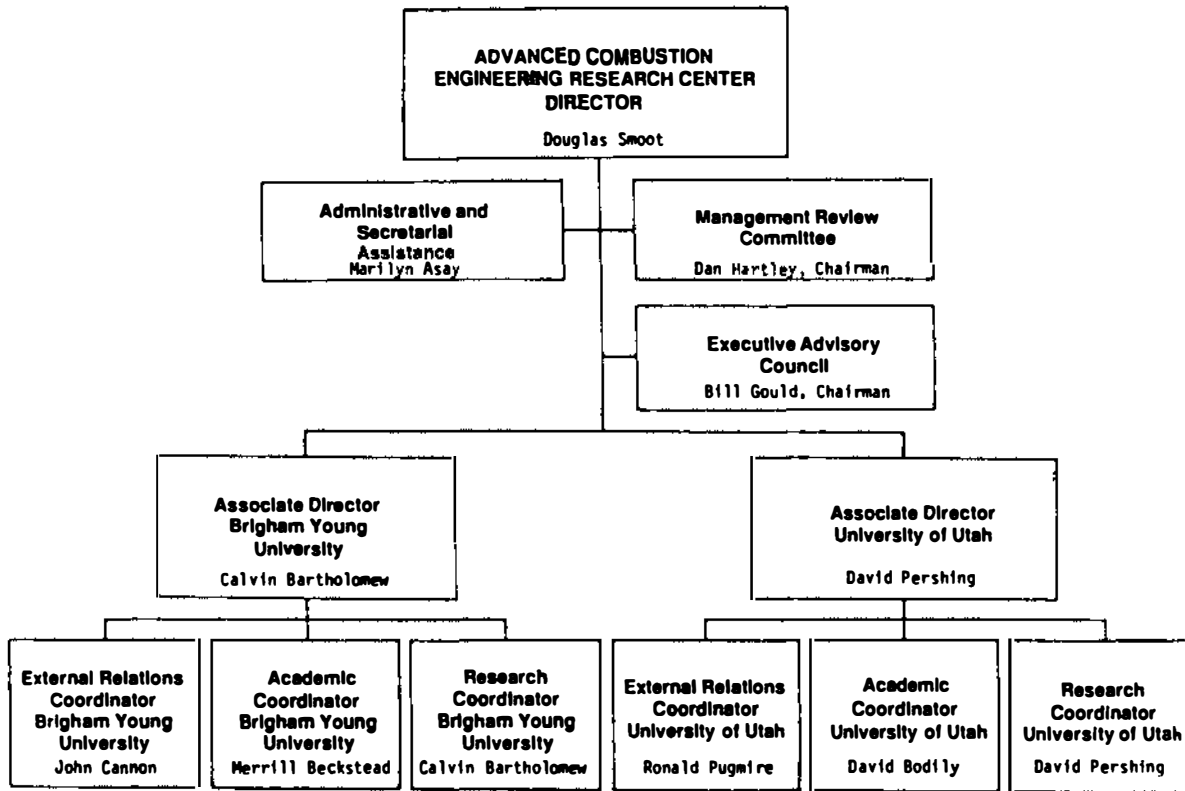 ADVANCED COMBUSTION
ENGINEERING RESEARCH CENTER
DIRECTOR
Douglas Smoot
Administrative and
Secretarial
Assistance
Marilyn Asay
Management Review
Committee
Dan Hartley, Chairman
Executive Advisory
Council
Bill Gould, Chairman
Associate Director
Brigham Young
University
Calvin Bartholomew
Associate Director
University of Utah
David Pershing
External Relations
Coordinator
Brigham Young
University
John Cannon
Academic
Coordinator
Brigham Young
University
Merrill Beckstead
Research
Coordinator
Brigham Young
University
Calvin Bartholomew
External Relations
Coordinator
University of Utah
Ronald Pugmire
Academic
Coordinator
University of Utah
David Bodily
Research
Coordinator
University of Utah
David Pershing